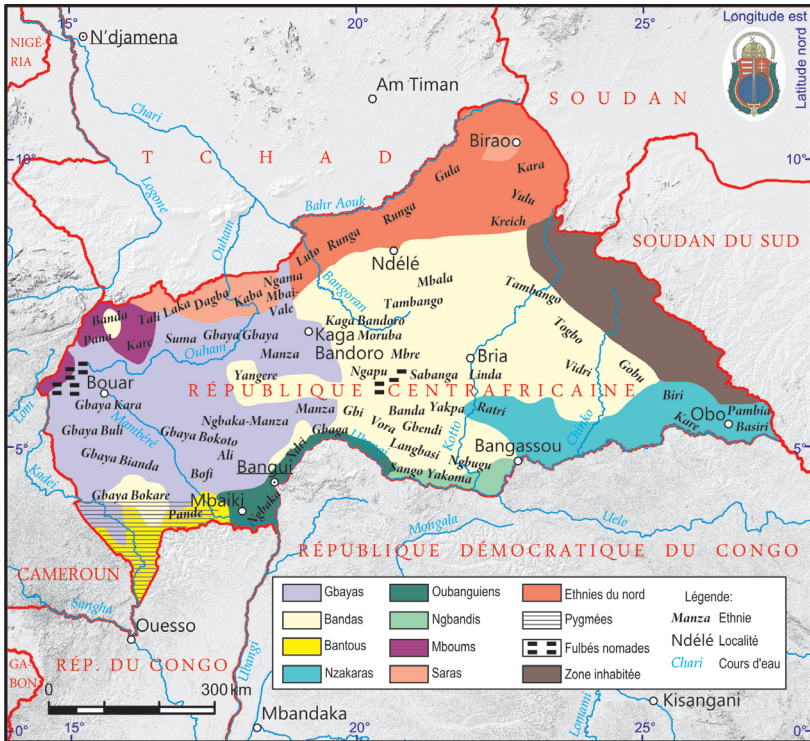 15°
20°
25°
Longitude est
Latitude nord
NIGÉ
RIA
N'djamena
Am Timan
SOUDAN
Chari
Birao
10°
10°
TCHAD
Gula
Kara
Logone
Bahr Aouk
Yulu
Ouham
Runga
Kreich
SOUDAN DU SUD
Runga
Luto
Ndélé
Ngama
Mbala
Kaba
Mbai-
Bangoran
Dagba
Laka
Tali
Banda
Vale
Tambango
Tambango
Pana
Kare
Suma
Gbaya
Gbaya
Kaga Bandoro
Kaga
Bandoro
Moruba
Togbo
Ouham
Manza
Mbre
Bria
Yangere
Ngapu
Sabanga
Linda
Vidri
Gobu
Bouar
RÉPUBLIQUE CENTRAFRICAINE
Lom
Gbaya Kara
Manza
Gbi
Banda
Yakpa
Ratri
Biri
Obo
Pambia
Ngbaka-Manza
Vora
Gbendi
Kotto
Chinko
Kare
Basiri
5°
5°
Gbaya Buli
Mambéré
Gbaya Bokoto
Gbaga
Ubangi
Langbasi
Bangassou
Ali
Ndri
Ngbugu
Gbaya Bianda
Bofi
Bangui
Sango
Yakoma
Kadei
Gbaya Bokare
Mbaiki
Pande
Ngbaka
Mongala
Uele
RÉPUBLIQUE DÉMOCRATIQUE DU CONGO
CAMEROUN
Sangha
Ouesso
RÉP. DU CONGO
GA-
BON
Ubangi
0
300 km
Mbandaka
Lomami
Kisangani
0°
15°
20°
25°
0°
Gbayas
Bandas
Bantous
Nzakaras
Oubanguiens
Ngbandis
Mboums
Saras
Ethnies du nord
Pygmées
Fulbés nomades
Zone inhabitée
Légende:
Manza Ethnie
Ndélé Localité
Chari Cours d'eau